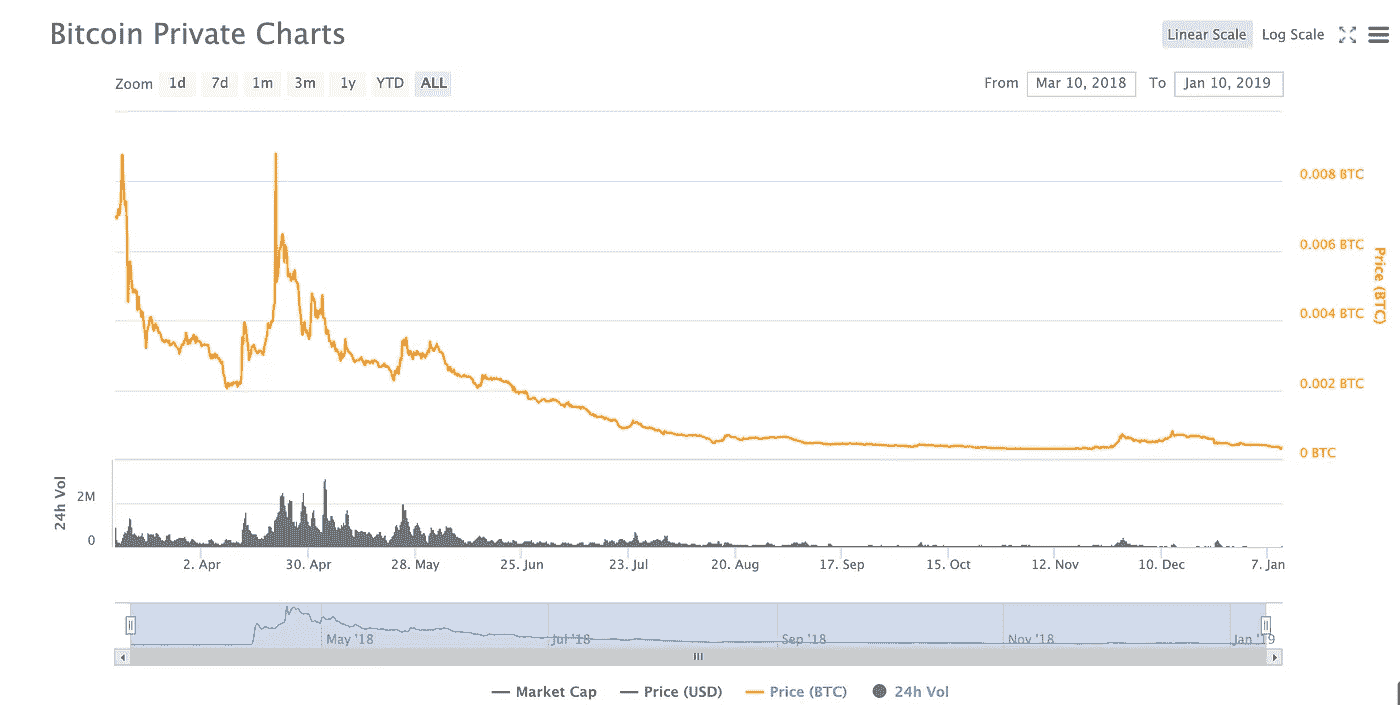 Bitcoin Private Charts
Linear Scale Log Scale
Zoom 1d 7d 1m 3m 1y YTD ALL
From Mar 10, 2018 To Jan 10, 2019
0.008 BTC
0.006 BTC
0.004 BTC
0.002 BTC
0 BTC
Price (BTC)
24h Vol
2M
0
2. Apr 30. Apr 28. May 25. Jun 23. Jul 20. Aug 17. Sep 15. Oct 12. Nov 10. Dec 7. Jan
May '18 Jul '18 Sep '18 Nov '18 Jan '19
Market Cap Price (USD) Price (BTC) 24h Vol